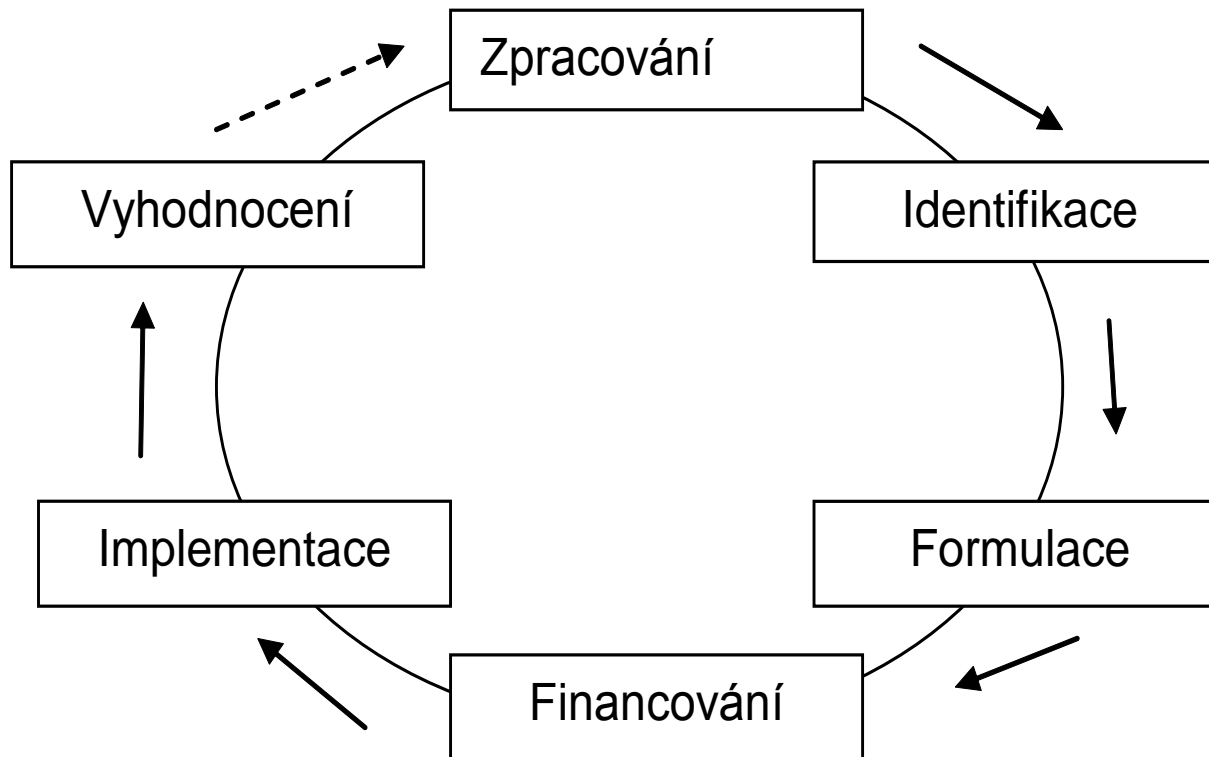 Zpracování
Identifikace
Formulace
Financování
Implementace
Vyhodnocení